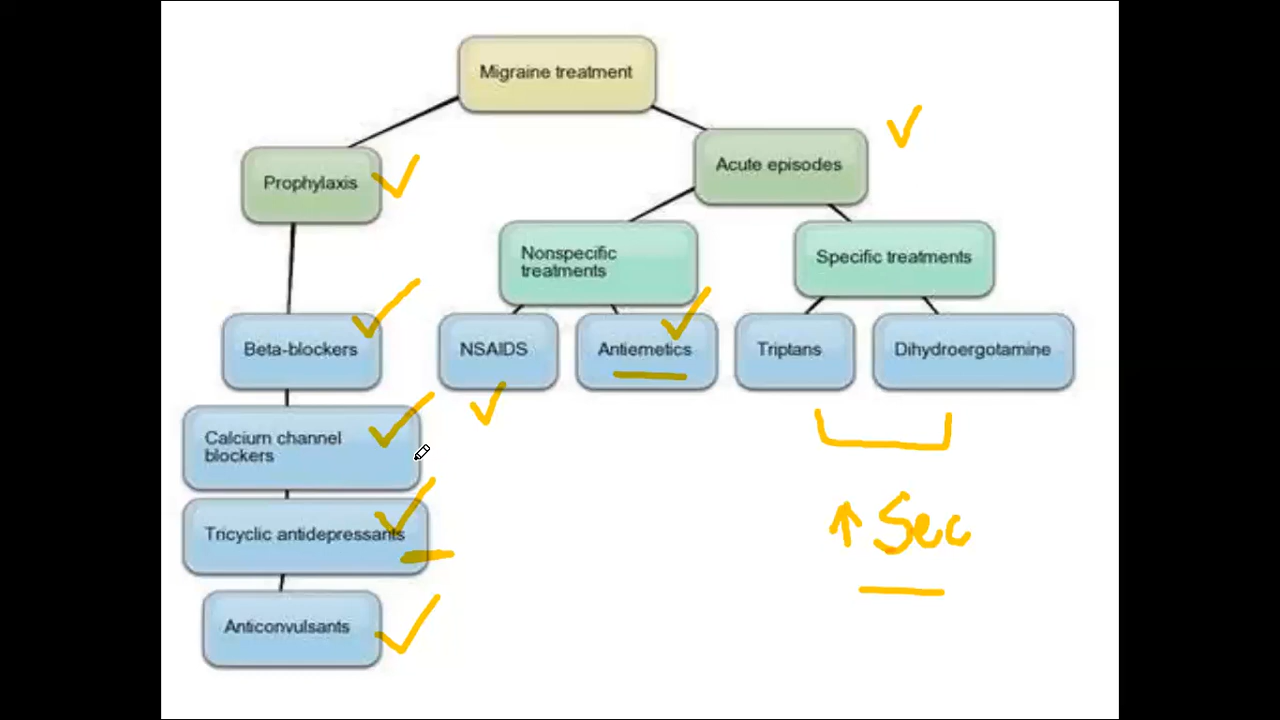 Migraine treatment
Prophylaxis
Acute episodes
Nonspecific
treatments
Specific treatments
Beta-blockers
NSAIDS
Antiemetics
Triptans
Dihydroergotamine
Calcium channel
blockers
Tricyclic antidepressants
Anticonvulsants
↑ Sec